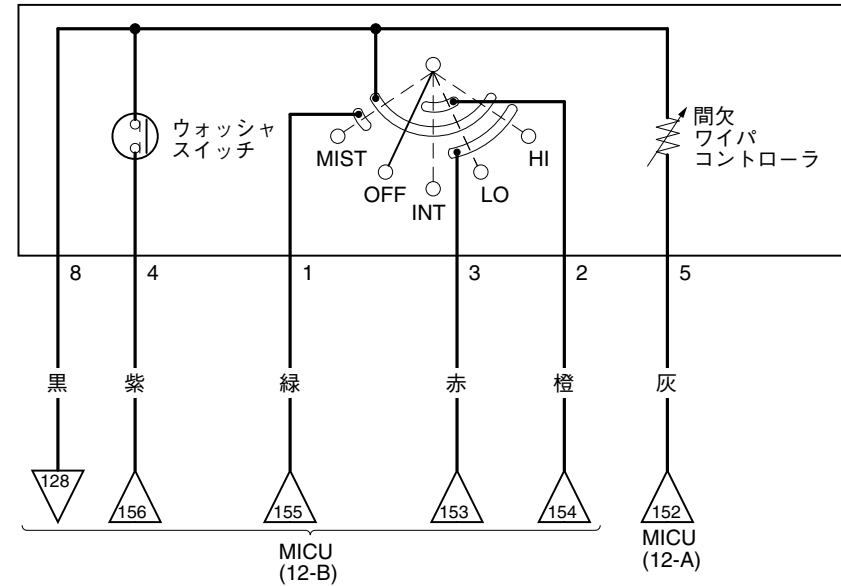 ウォッシャ
スイッチ
MIST
OFF
INT
LO
HI
間欠
ワイパ
コントローラ
8
4
1
3
2
5
黒
紫
緑
赤
橙
灰
128
156
155
153
154
152
MICU
(12-B)
MICU
(12-A)